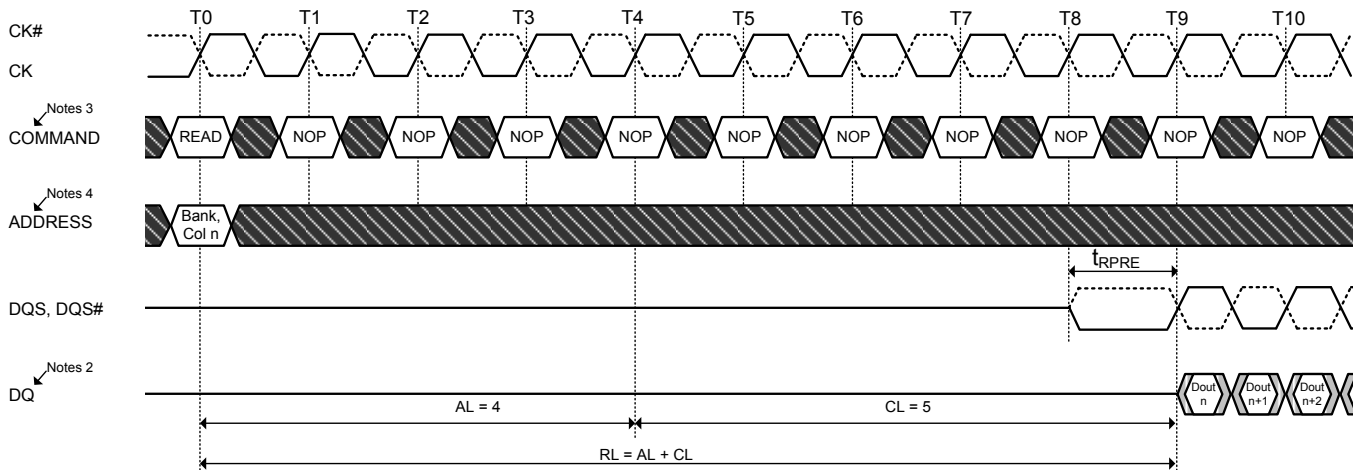 T0 T1 T2 T3 T4 T5 T6 T7 T8 T9 T10
CK#
CK
Notes 3
COMMAND READ NOP NOP NOP NOP NOP NOP NOP NOP NOP NOP
Notes 4
ADDRESS
Bank,
Col n
tRPRE
DQS, DQS#
Notes 2
DQ
Dout Dout Dout
n n+1 n+2
AL = 4 CL = 5
RL = AL + CL